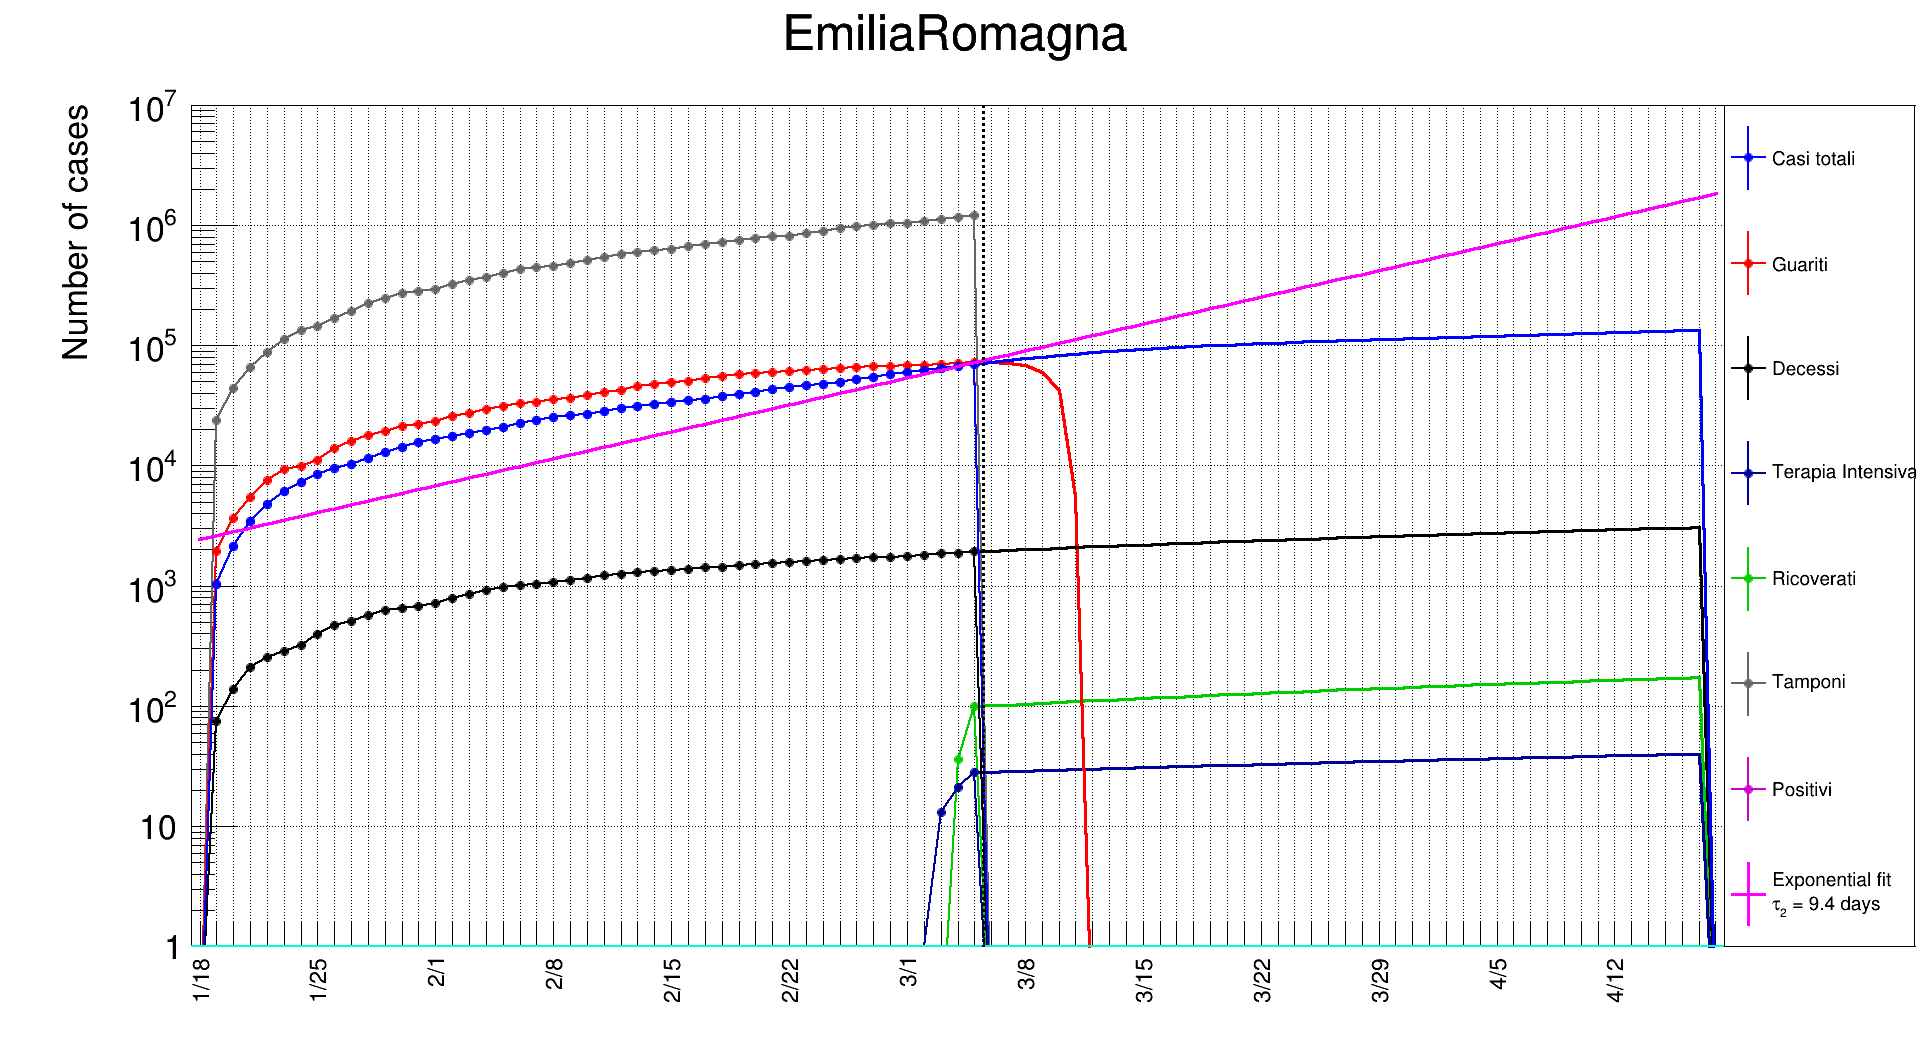 EmiliaRomagna
Number of cases
10^7
10^6
10^5
10^4
10^3
10^2
10
1
1/18
1/25
2/1
2/8
2/15
2/22
3/1
3/8
3/15
3/22
3/29
4/5
4/12
Casi totali
Guariti
Decessi
Terapia Intensiva
Ricoverati
Tamponi
Positivi
Exponential fit
τ₂ = 9.4 days